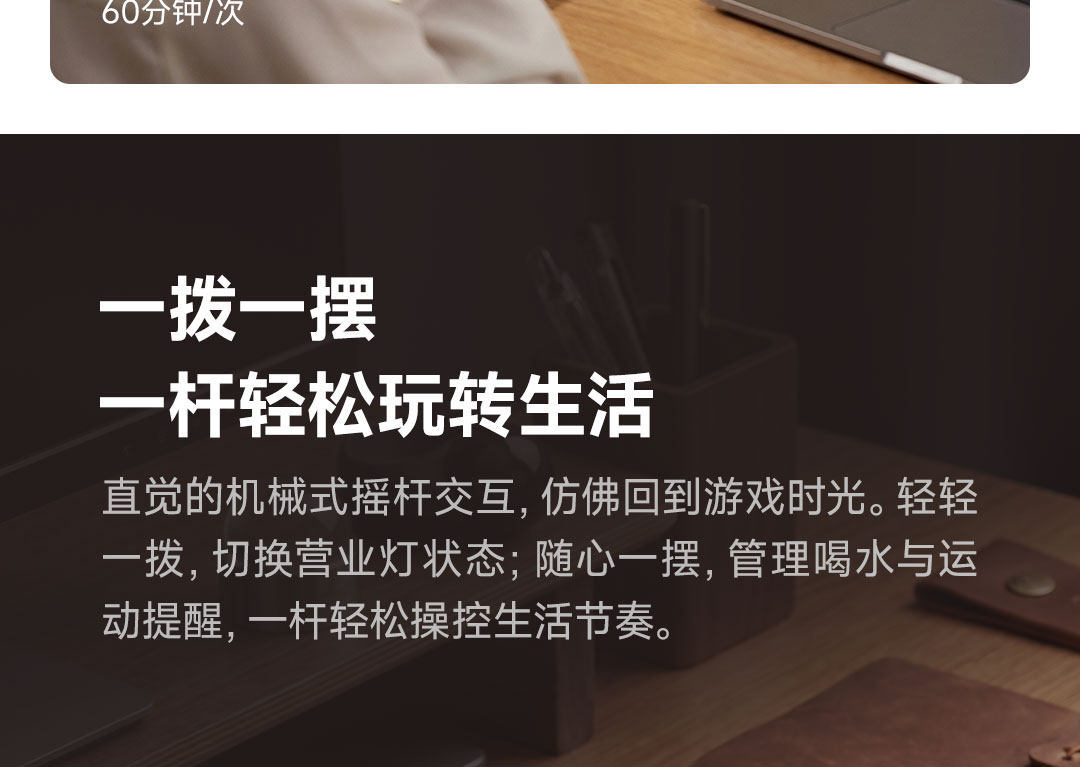 60分钟/次
一拨一摆
一杆轻松玩转生活
直觉的机械式摇杆交互, 仿佛回到游戏时光。轻轻
一拨, 切换营业灯状态; 随心一摆, 管理喝水与运
动提醒, 一杆轻松操控生活节奏。